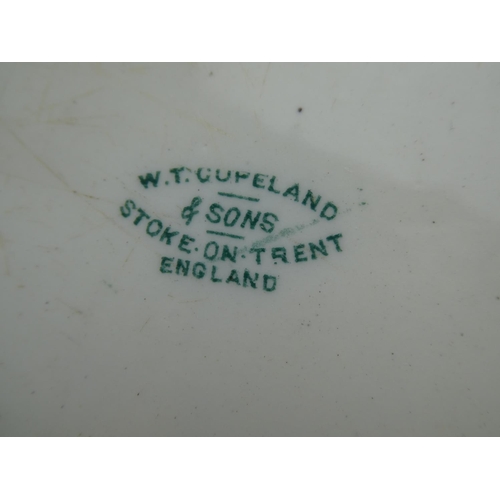 W.T. COPELAND
& SONS
STOKE·ON·TRENT
ENGLAND